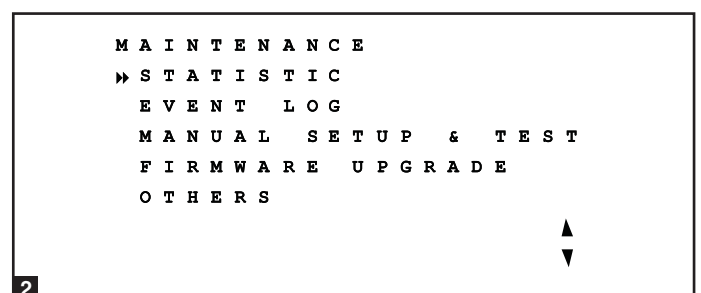 MAINTENANCE
STATISTIC
EVENT LOG
MANUAL SETUP & TEST
FIRMWARE UPGRADE
OTHERS
2